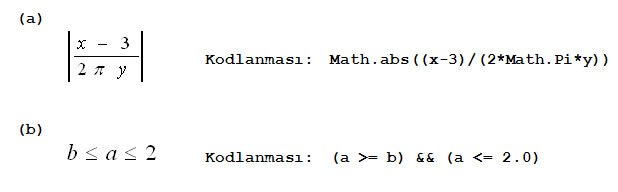 (a)
|x - 3 / 2 π y| Kodlanması: Math.abs((x-3)/(2*Math.Pi*y))
(b)
b ≤ a ≤ 2 Kodlanması: (a >= b) && (a <= 2.0)